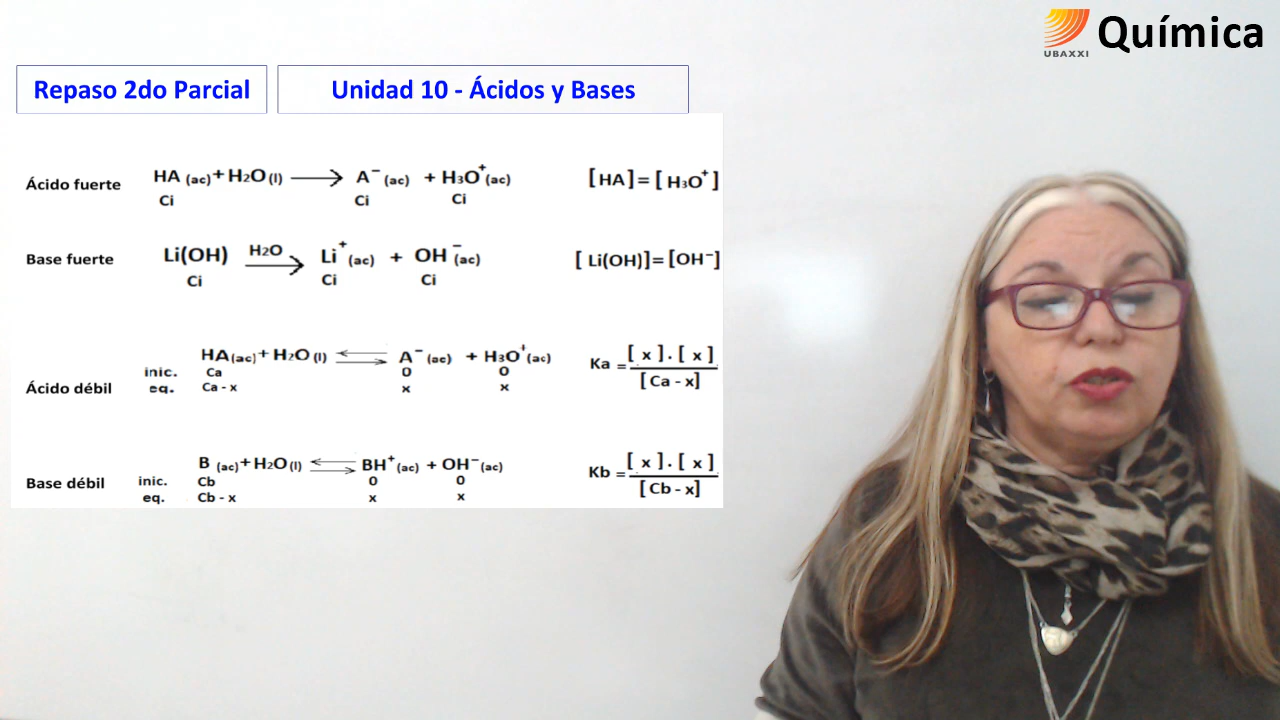 UBAXXI
Química
Repaso 2do Parcial
Unidad 10 - Ácidos y Bases
Ácido fuerte HA (ac) + H2O (l) ⟶ A⁻ (ac) + H3O⁺ (ac) [ HA ] = [ H3O⁺ ]
Ci Ci Ci
Base fuerte Li(OH) H2O ⟶ Li⁺ (ac) + OH⁻ (ac) [ Li(OH)] = [OH⁻]
Ci Ci Ci
HA (ac) + H2O (l) ⇄ A⁻ (ac) + H3O⁺ (ac) Ka = [ x ] . [ x ] / [ Ca - x]
inic. Ca 0 0
Ácido débil eq. Ca - x x x
B (ac) + H2O (l) ⇄ BH⁺ (ac) + OH⁻ (ac) Kb = [ x ] . [ x ] / [ Cb - x]
Base débil inic. Cb 0 0
eq. Cb - x x x